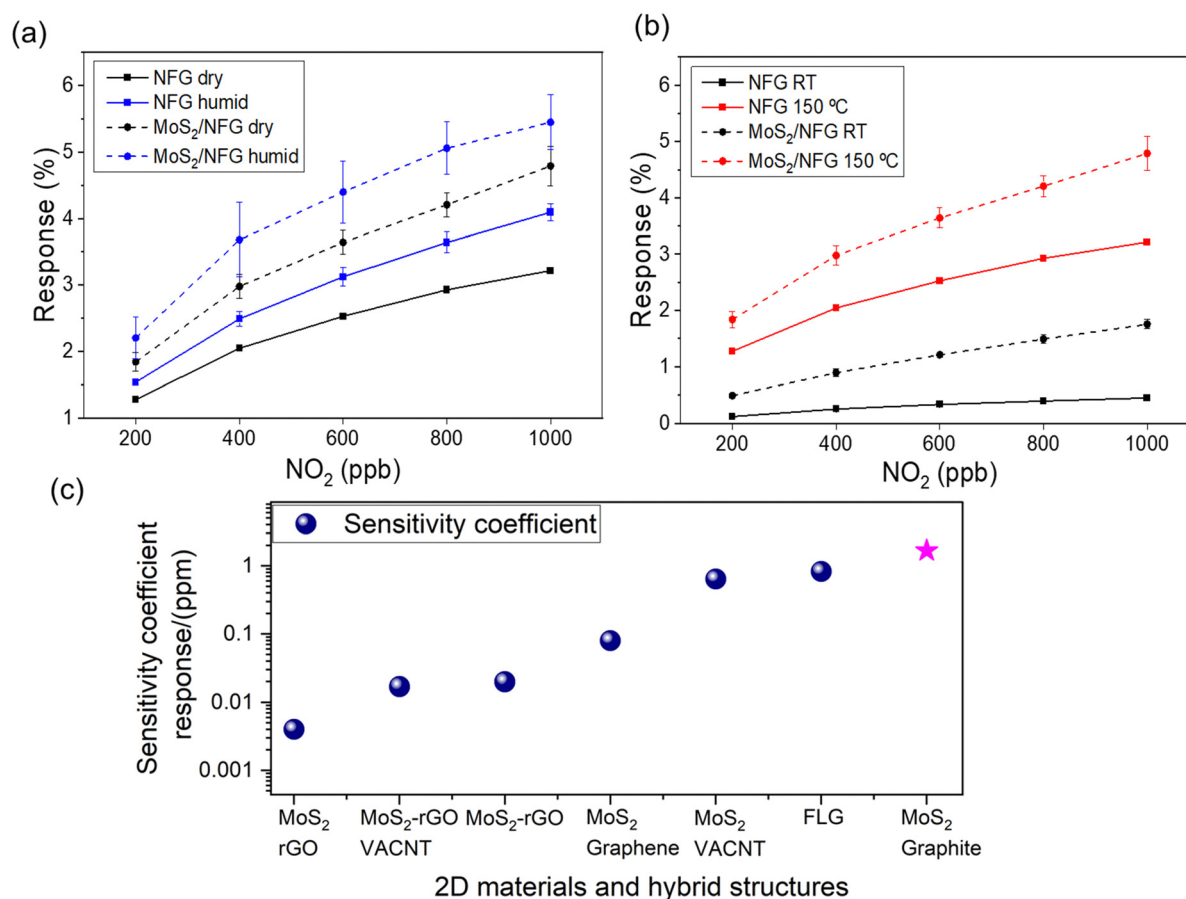 (a)
NFG dry
NFG humid
MoS₂/NFG dry
MoS₂/NFG humid
Response (%)
6
5
4
3
2
1
200 400 600 800 1000
NO₂ (ppb)
(b)
NFG RT
NFG 150 ºC
MoS₂/NFG RT
MoS₂/NFG 150 ºC
Response (%)
6
5
4
3
2
1
0
200 400 600 800 1000
NO₂ (ppb)
(c)
Sensitivity coefficient
Sensitivity coefficient
response/(ppm)
1
0.1
0.01
0.001
MoS₂ MoS₂-rGO MoS₂-rGO MoS₂ MoS₂ FLG MoS₂
rGO VACNT Graphene VACNT Graphite
2D materials and hybrid structures